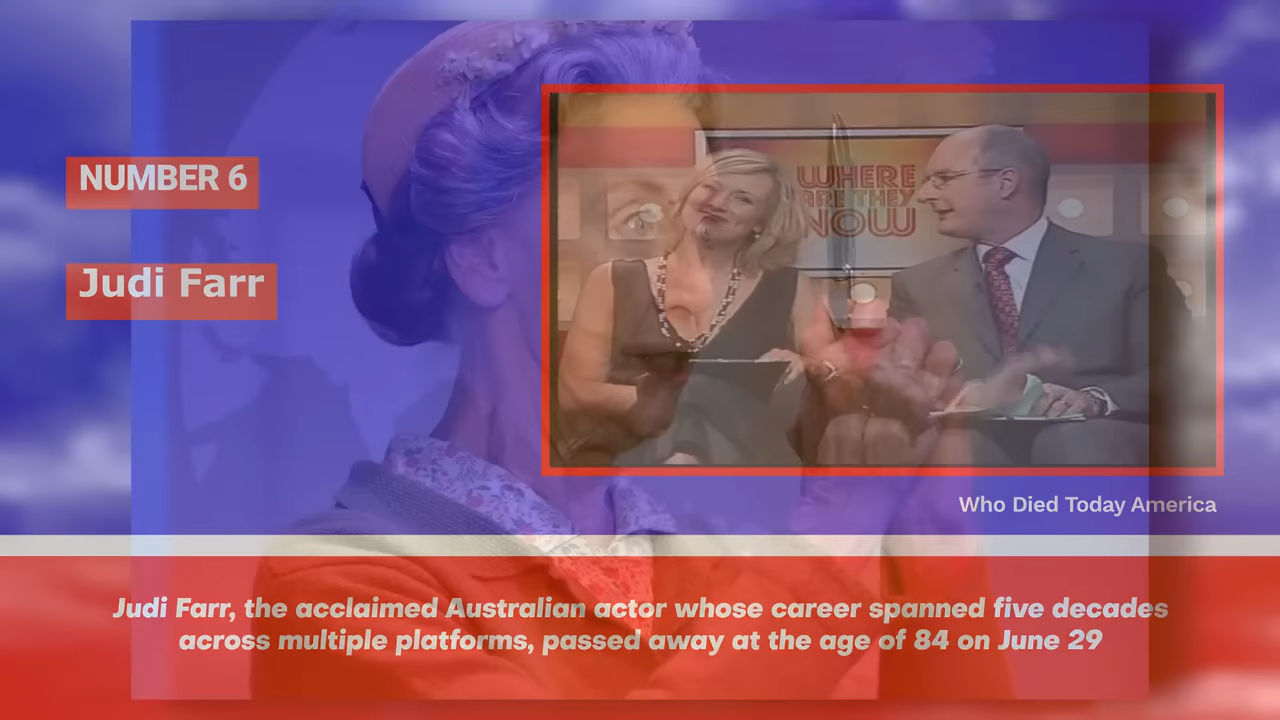 NUMBER 6
Judi Farr
WHERE
ARE THEY
NOW
Who Died Today America
Judi Farr, the acclaimed Australian actor whose career spanned five decades
across multiple platforms, passed away at the age of 84 on June 29